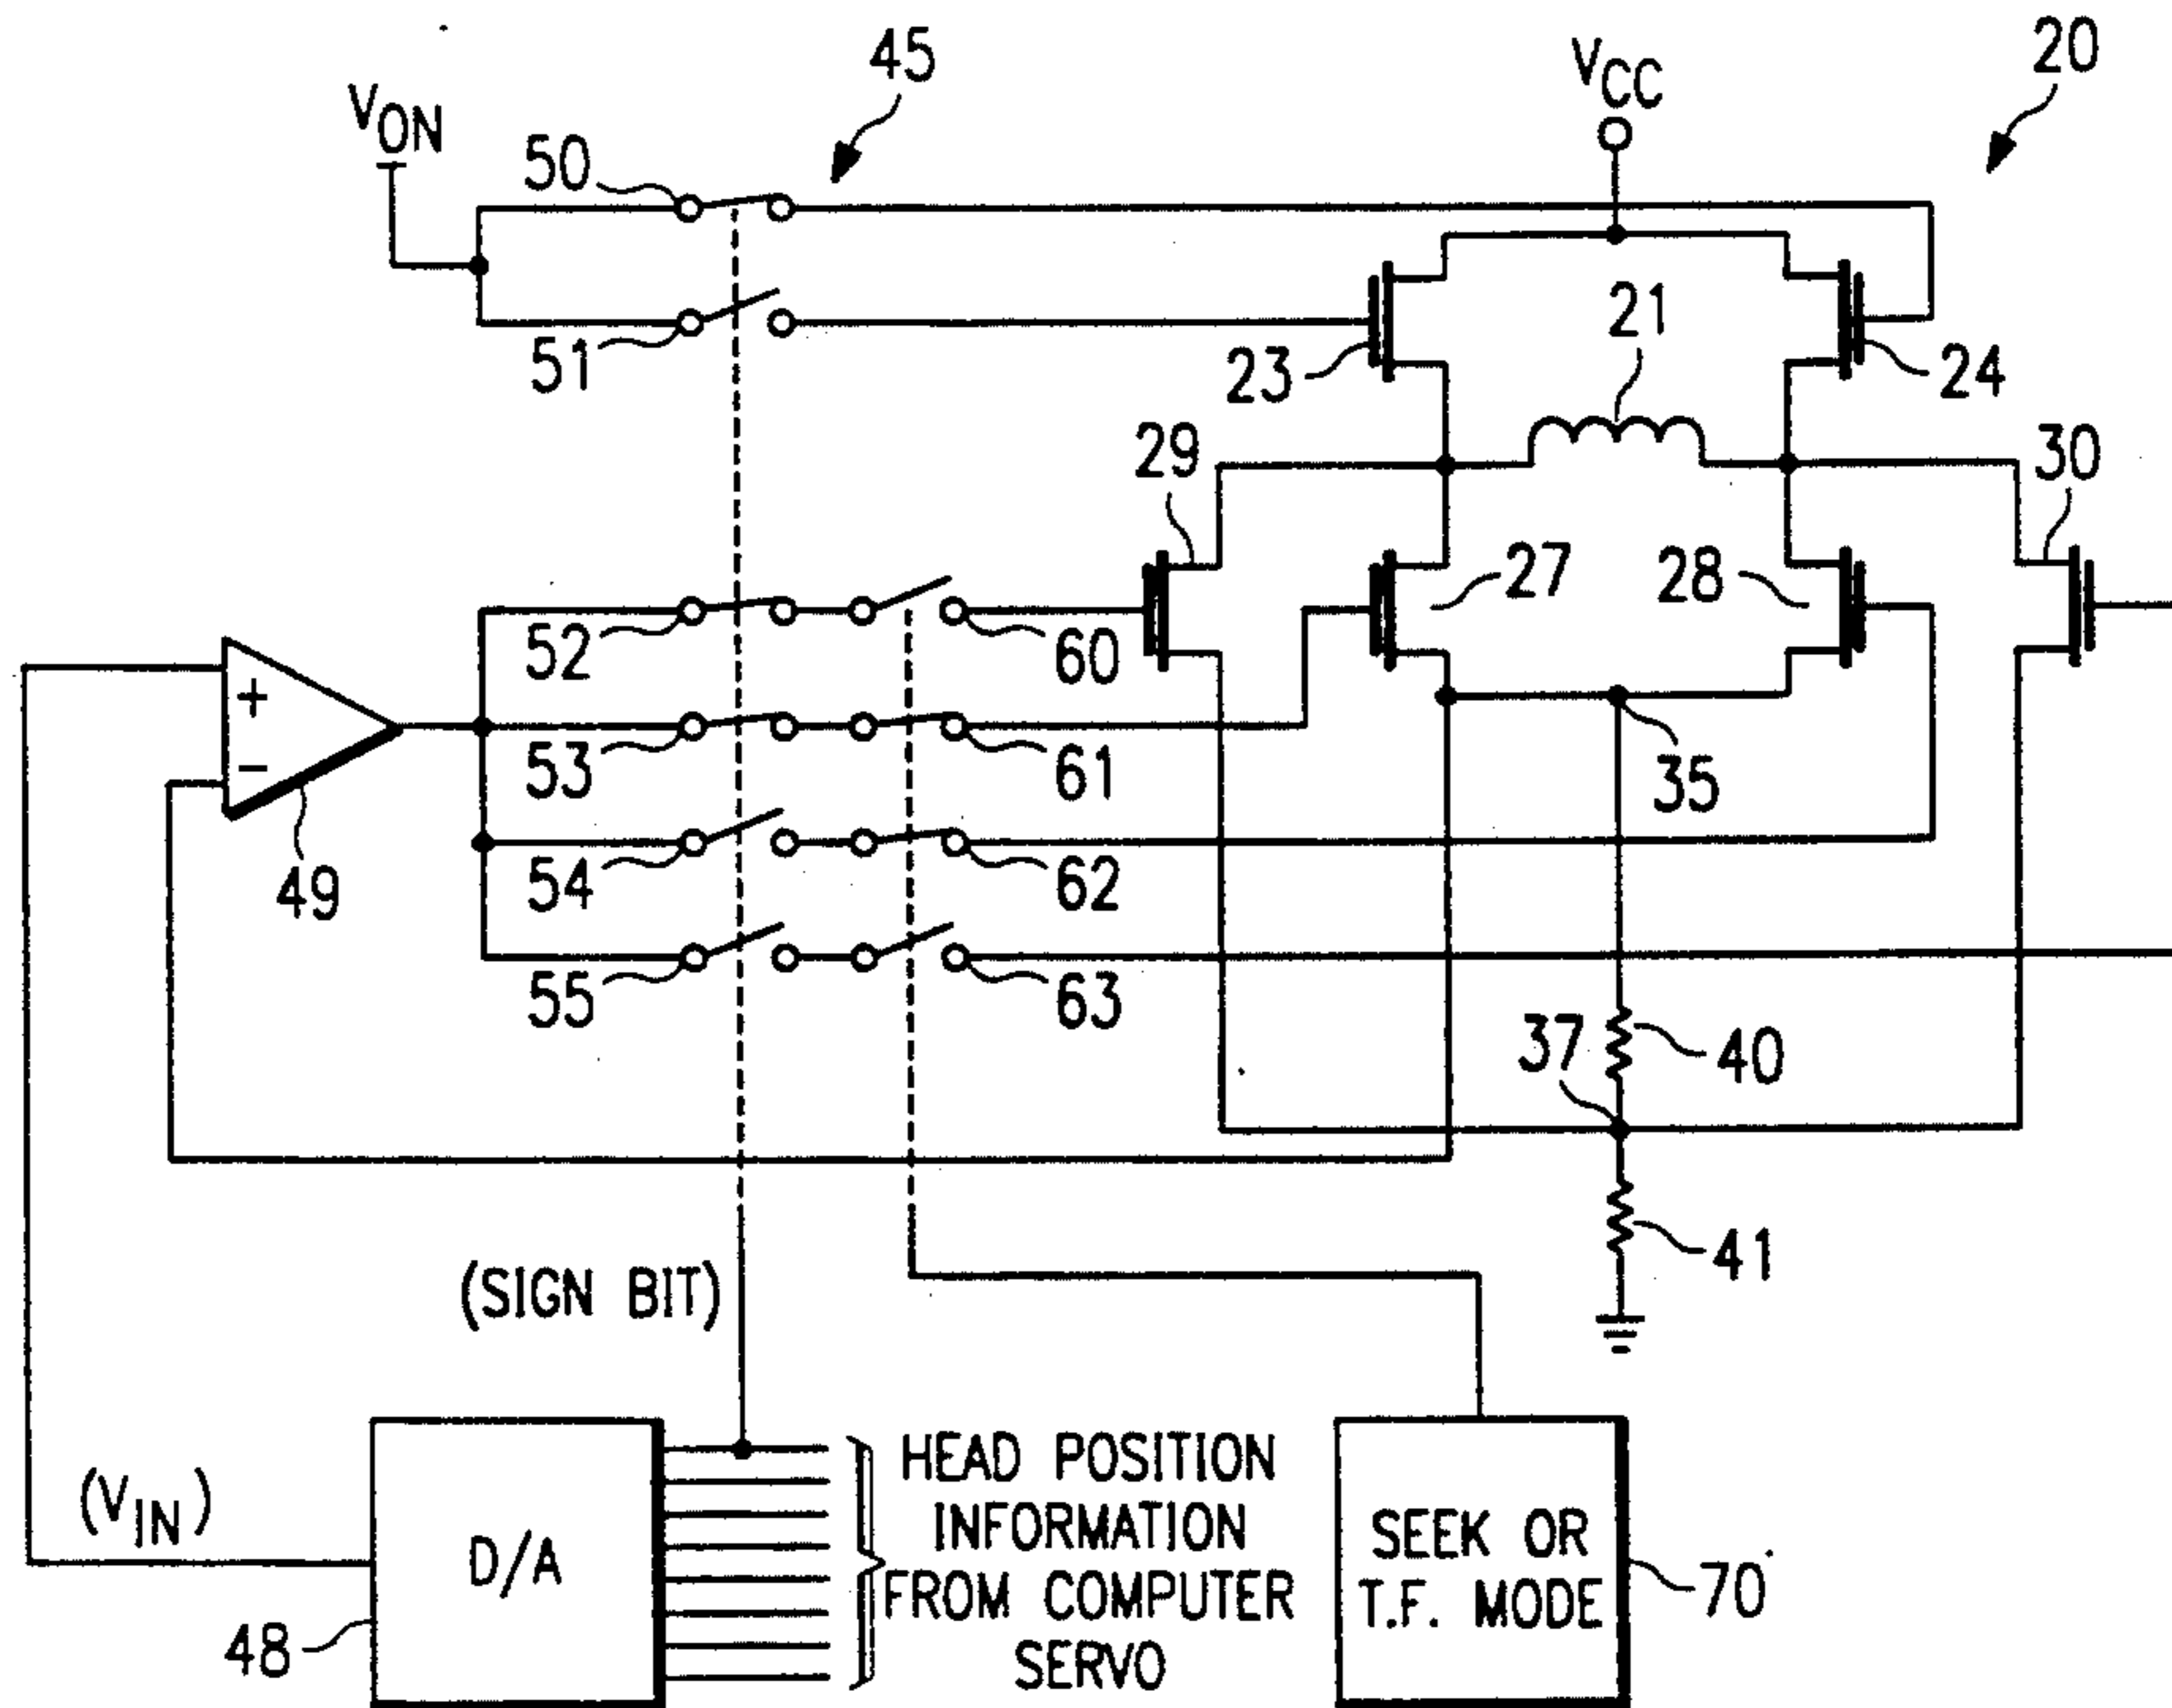 20
45
VCC
VON
50
51
23
21
24
29
30
27
28
52
60
+
-
53
61
35
54
62
49
55
63
37
40
41
(SIGN BIT)
(VIN)
D/A
48
HEAD POSITION
INFORMATION
FROM COMPUTER
SERVO
SEEK OR
T.F. MODE
70